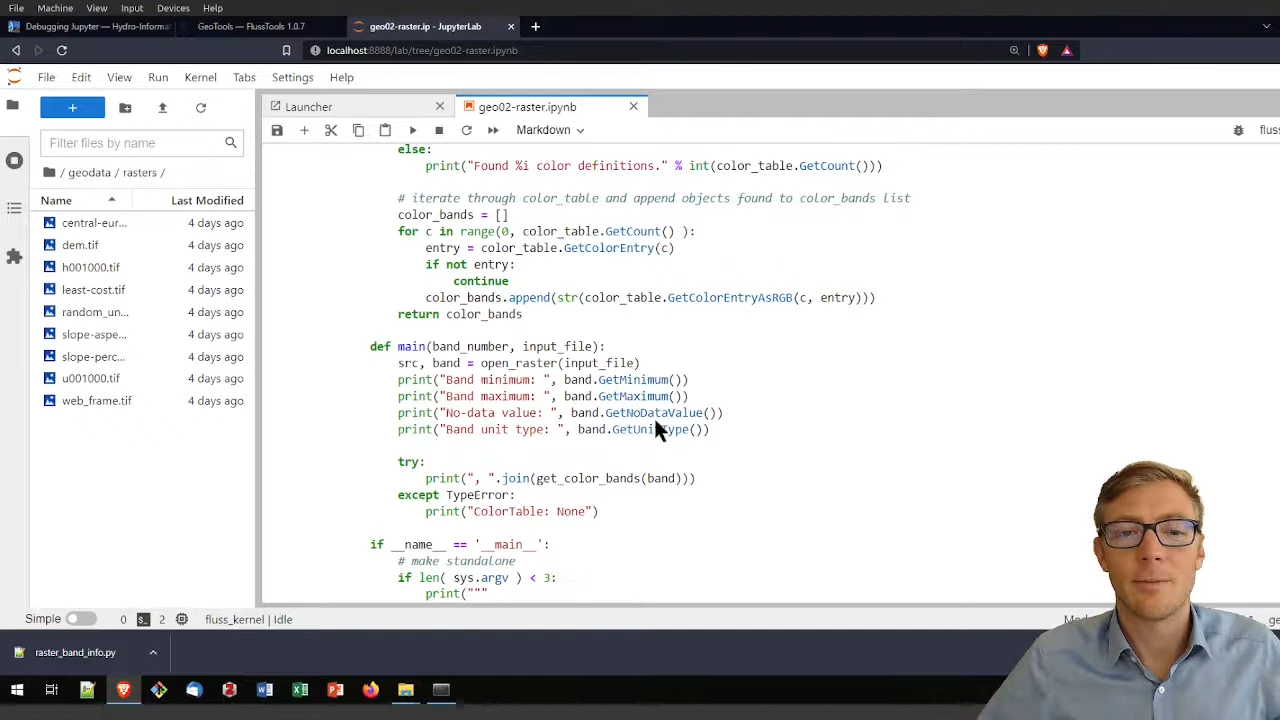 File Machine View Input Devices Help
Debugging Jupyter — Hydro-Informat
GeoTools — FlussTools 1.0.7
geo02-raster.ip - JupyterLab
localhost:8888/lab/tree/geo02-raster.ipynb
File Edit View Run Kernel Tabs Settings Help
Launcher
geo02-raster.ipynb
Markdown
fluss
Filter files by name
/ geodata / rasters /
Name Last Modified
central-eur... 4 days ago
dem.tif 4 days ago
h001000.tif 4 days ago
least-cost.tif 4 days ago
random_un... 4 days ago
slope-aspe... 4 days ago
slope-perc... 4 days ago
u001000.tif 4 days ago
web_frame.tif 4 days ago
else:
print("Found %i color definitions." % int(color_table.GetCount()))
# iterate through color_table and append objects found to color_bands list
color_bands = []
for c in range(0, color_table.GetCount() ):
entry = color_table.GetColorEntry(c)
if not entry:
continue
color_bands.append(str(color_table.GetColorEntryAsRGB(c, entry)))
return color_bands
def main(band_number, input_file):
src, band = open_raster(input_file)
print("Band minimum: ", band.GetMinimum())
print("Band maximum: ", band.GetMaximum())
print("No-data value: ", band.GetNoDataValue())
print("Band unit type: ", band.GetUnitType())
try:
print(", ".join(get_color_bands(band)))
except TypeError:
print("ColorTable: None")
if __name__ == '__main__':
# make standalone
if len( sys.argv ) < 3:
print("""
Simple 0 2 fluss_kernel | Idle
raster_band_info.py